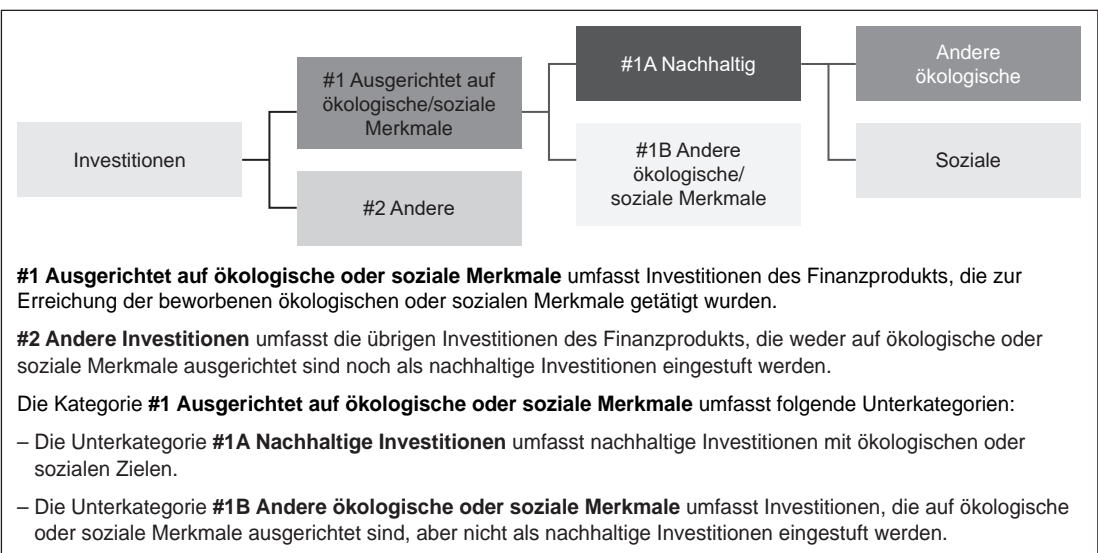 Investitionen
#1 Ausgerichtet auf
ökologische/soziale
Merkmale
#2 Andere
#1A Nachhaltig
#1B Andere
ökologische/
soziale Merkmale
Andere
ökologische
Soziale
#1 Ausgerichtet auf ökologische oder soziale Merkmale umfasst Investitionen des Finanzprodukts, die zur
Erreichung der beworbenen ökologischen oder sozialen Merkmale getätigt wurden.
#2 Andere Investitionen umfasst die übrigen Investitionen des Finanzprodukts, die weder auf ökologische oder
soziale Merkmale ausgerichtet sind noch als nachhaltige Investitionen eingestuft werden.
Die Kategorie #1 Ausgerichtet auf ökologische oder soziale Merkmale umfasst folgende Unterkategorien:
– Die Unterkategorie #1A Nachhaltige Investitionen umfasst nachhaltige Investitionen mit ökologischen oder
sozialen Zielen.
– Die Unterkategorie #1B Andere ökologische oder soziale Merkmale umfasst Investitionen, die auf ökologische
oder soziale Merkmale ausgerichtet sind, aber nicht als nachhaltige Investitionen eingestuft werden.